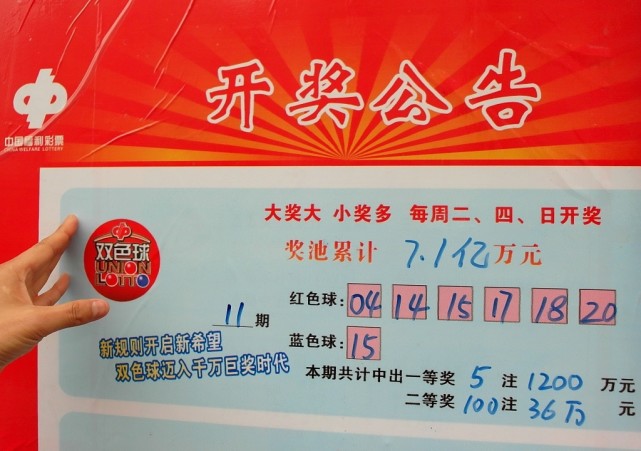 开奖公告
中国福利彩票
CHINA WELFARE LOTTERY
大奖大 小奖多 每周二、四、日开奖
奖池累计 7.1亿万元
双色球
UNION
LOTTO
红色球: 04 14 15 17 18 20
11期
蓝色球: 15
新规则开启新希望
双色球迈入千万巨奖时代
本期共计中出一等奖 5 注 1200 万元
二等奖 100注 36万 元